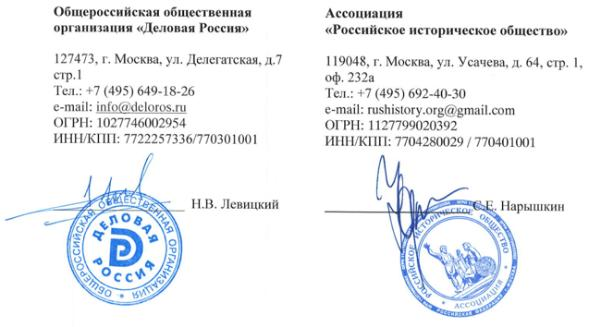 Общероссийская общественная
организация «Деловая Россия»
127473, г. Москва, ул. Делегатская, д.7
стр.1
Тел.: +7 (495) 649-18-26
e-mail: info@deloros.ru
ОГРН: 1027746002954
ИНН/КПП: 7722257336/770301001
Н.В. Левицкий
ОБЩЕРОССИЙСКАЯ ОБЩЕСТВЕННАЯ ОРГАНИЗАЦИЯ
ДЕЛОВАЯ
РОССИЯ
Ассоциация
«Российское историческое общество»
119048, г. Москва, ул. Усачева, д. 64, стр. 1,
оф. 232а
Тел.: +7 (495) 692-40-30
e-mail: rushistory.org@gmail.com
ОГРН: 1127799020392
ИНН/КПП: 7704280029 / 770401001
С.Е. Нарышкин
РОССИЙСКОЕ ИСТОРИЧЕСКОЕ ОБЩЕСТВО
АССОЦИАЦИЯ